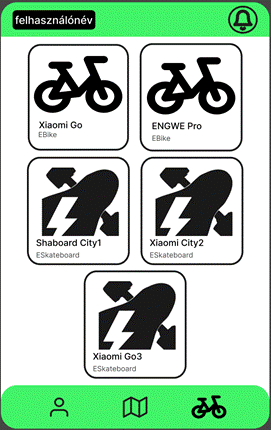 felhasználónév
Xiaomi Go
EBike
ENGWE Pro
EBike
Shaboard City1
ESkateboard
Xiaomi City2
ESkateboard
Xiaomi Go3
ESkateboard